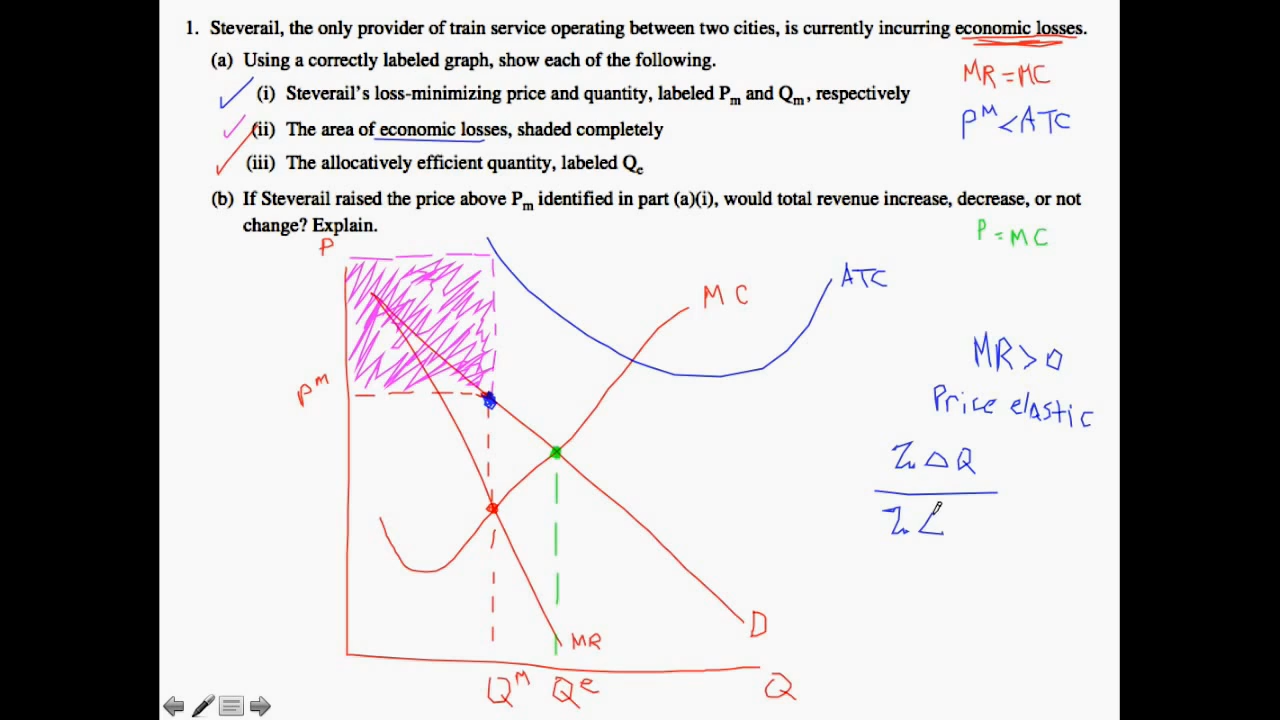 1. Steverail, the only provider of train service operating between two cities, is currently incurring economic losses.
(a) Using a correctly labeled graph, show each of the following.
(i) Steverail's loss-minimizing price and quantity, labeled Pm and Qm, respectively
(ii) The area of economic losses, shaded completely
(iii) The allocatively efficient quantity, labeled Qe
(b) If Steverail raised the price above Pm identified in part (a)(i), would total revenue increase, decrease, or not
change? Explain.
MR = MC
PM < ATC
P = MC
P
MC
ATC
Pm
MR > 0
Price elastic
% Δ Q
%
D
MR
QM
Qe
Q